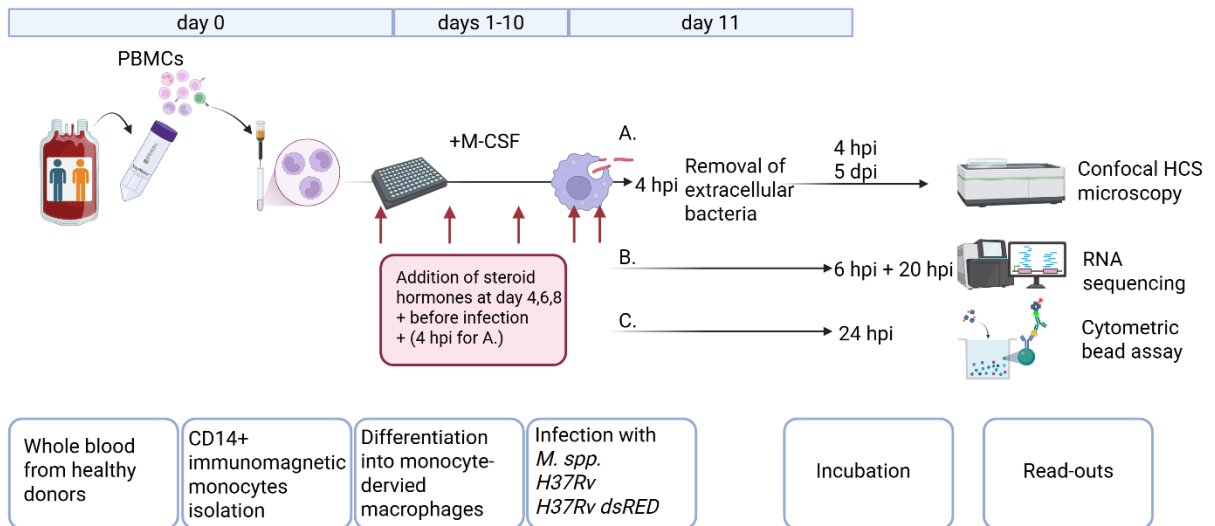 day 0
days 1-10
day 11
PBMCs
+M-CSF
A.
4 hpi
Removal of
extracellular
bacteria
4 hpi
5 dpi
Confocal HCS
microscopy
Addition of steroid
hormones at day 4,6,8
+ before infection
+ (4 hpi for A.)
B.
6 hpi + 20 hpi
RNA
sequencing
C.
24 hpi
Cytometric
bead assay
Whole blood
from healthy
donors
CD14+
immunomagnetic
monocytes
isolation
Differentiation
into monocyte-
dervied
macrophages
Infection with
M. spp.
H37Rv
H37Rv dsRED
Incubation
Read-outs